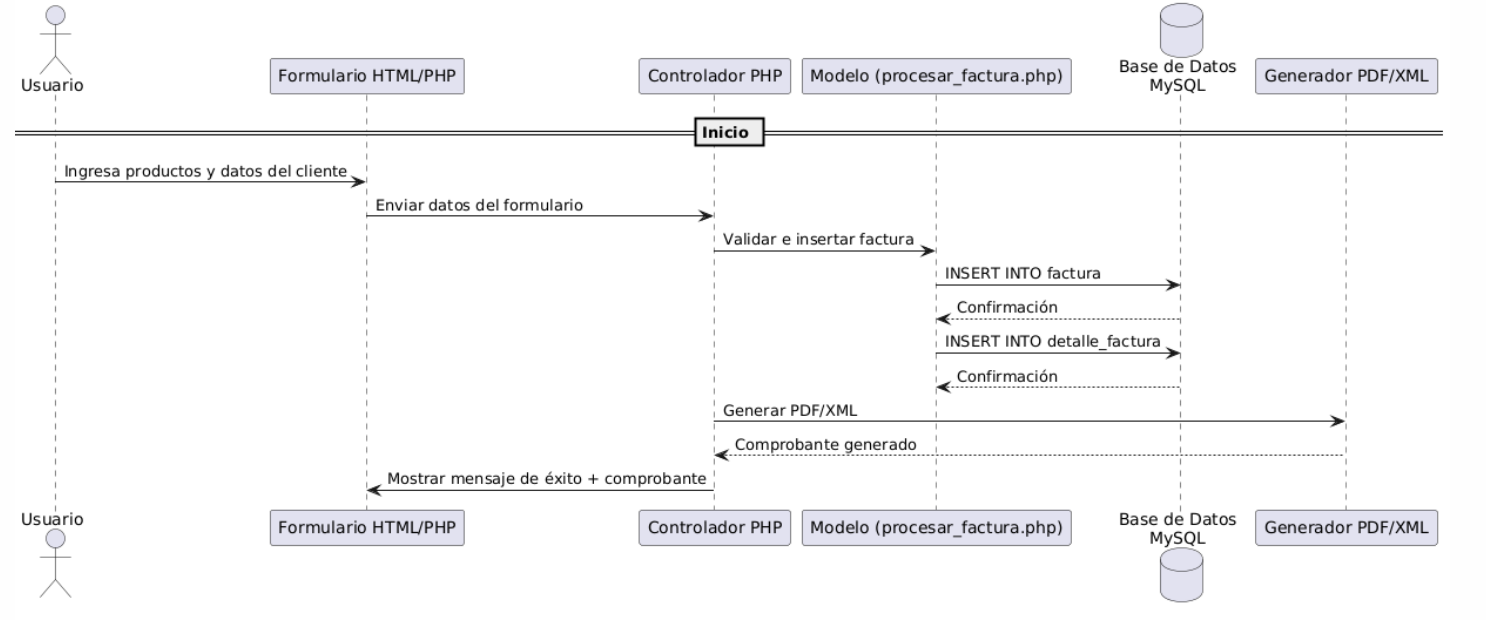 Usuario
Formulario HTML/PHP
Controlador PHP
Modelo (procesar_factura.php)
Base de Datos
MySQL
Generador PDF/XML
Inicio
Ingresa productos y datos del cliente
Enviar datos del formulario
Validar e insertar factura
INSERT INTO factura
Confirmación
INSERT INTO detalle_factura
Confirmación
Generar PDF/XML
Comprobante generado
Mostrar mensaje de éxito + comprobante
Usuario
Formulario HTML/PHP
Controlador PHP
Modelo (procesar_factura.php)
Base de Datos
MySQL
Generador PDF/XML